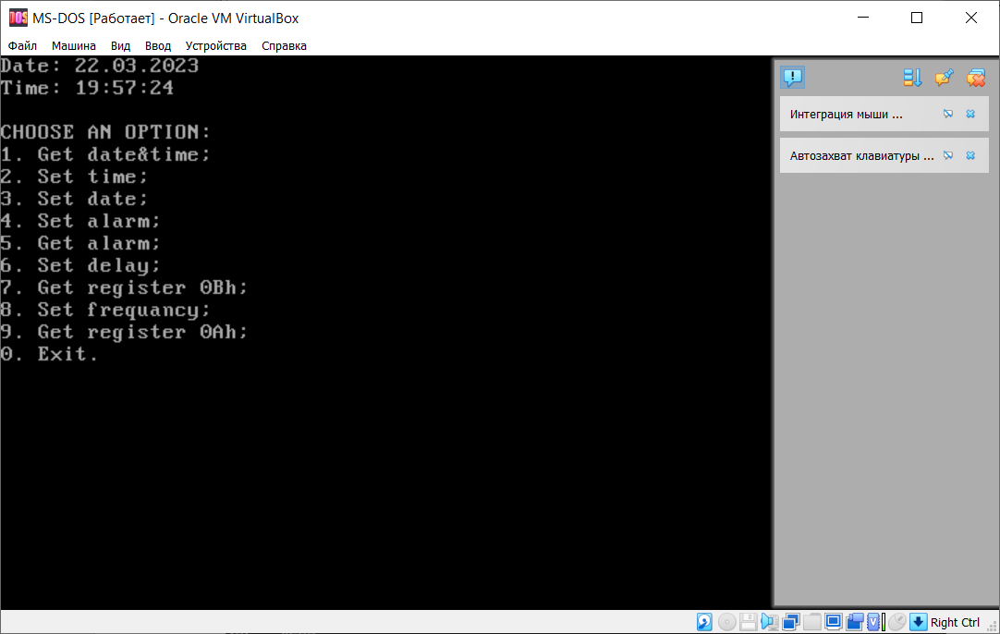 MS-DOS [Работает] - Oracle VM VirtualBox
Файл Машина Вид Ввод Устройства Справка
Date: 22.03.2023
Time: 19:57:24
CHOOSE AN OPTION:
1. Get date&time;
2. Set time;
3. Set date;
4. Set alarm;
5. Get alarm;
6. Set delay;
7. Get register 0Bh;
8. Set frequancy;
9. Get register 0Ah;
0. Exit.
Интеграция мыши ...
Автозахват клавиатуры ...
Right Ctrl